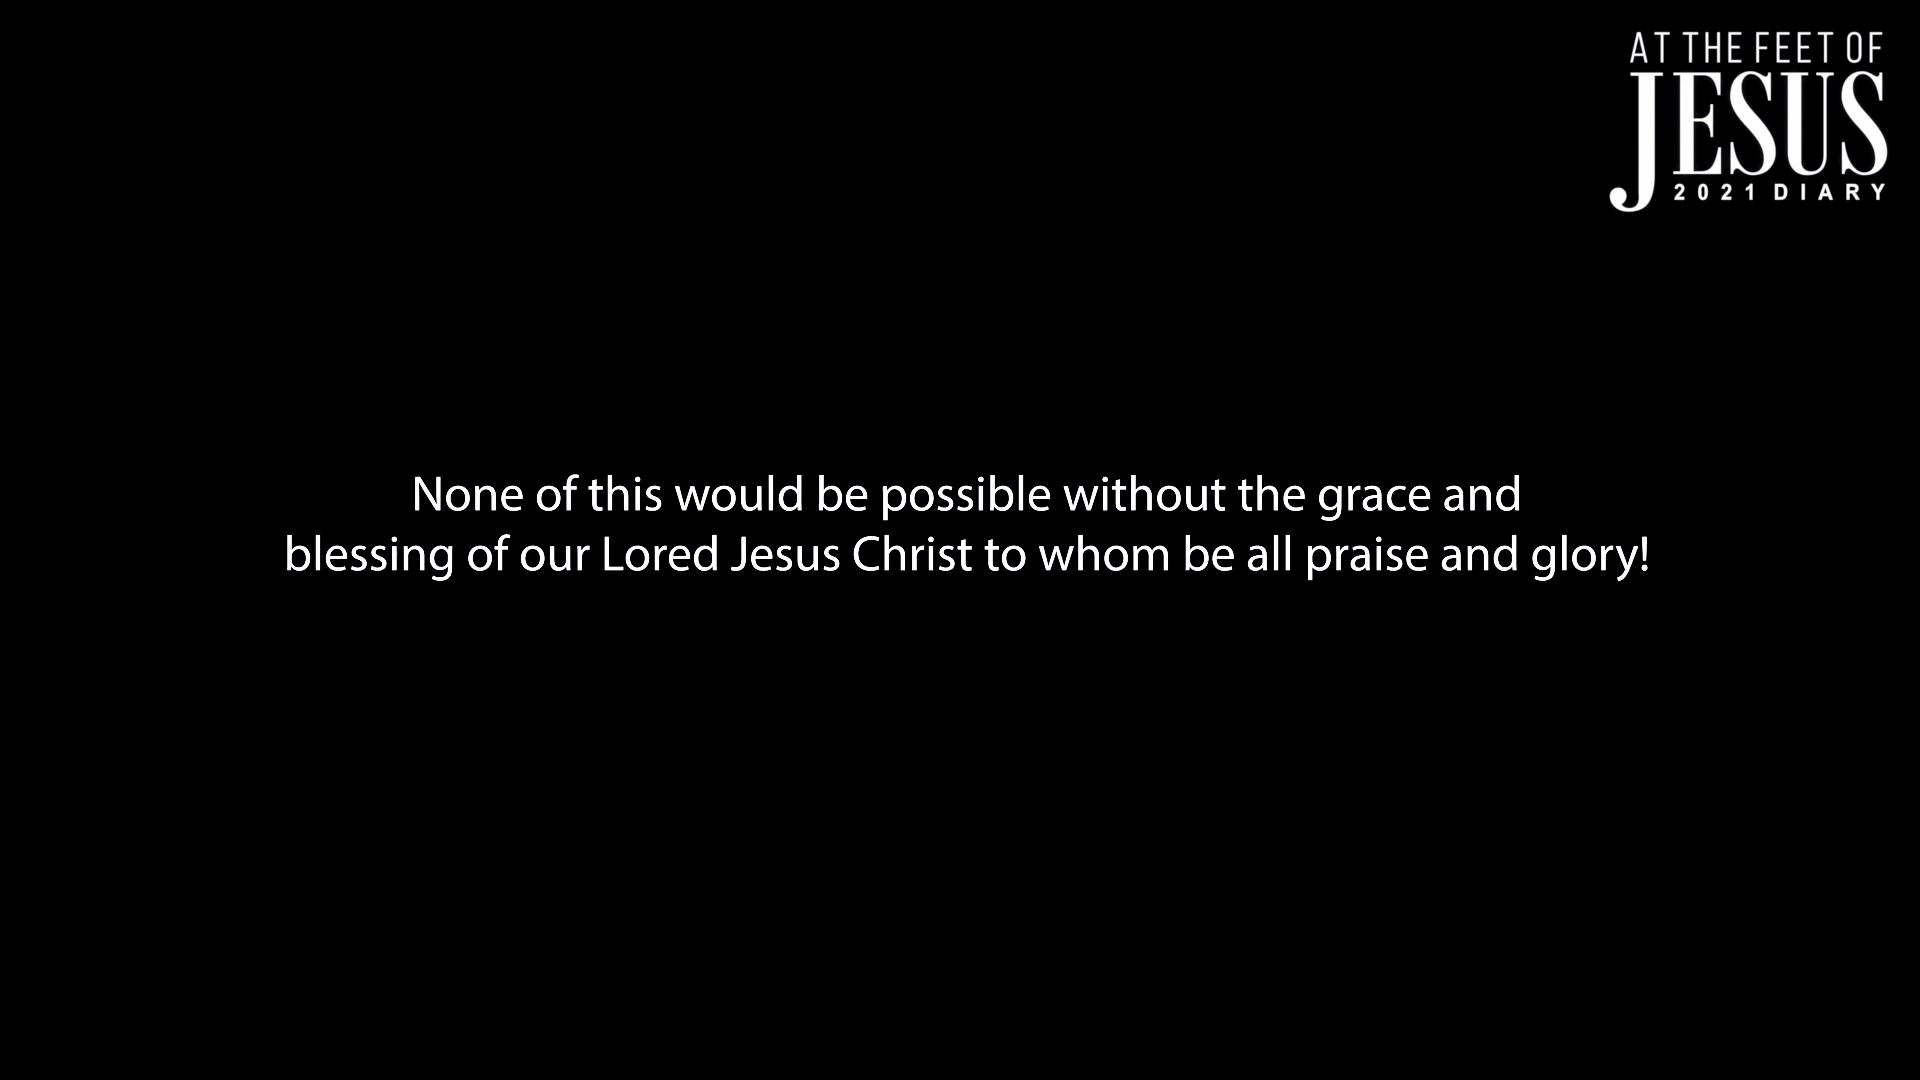 AT THE FEET OF
JESUS
2021 DIARY
None of this would be possible without the grace and
blessing of our Lored Jesus Christ to whom be all praise and glory!